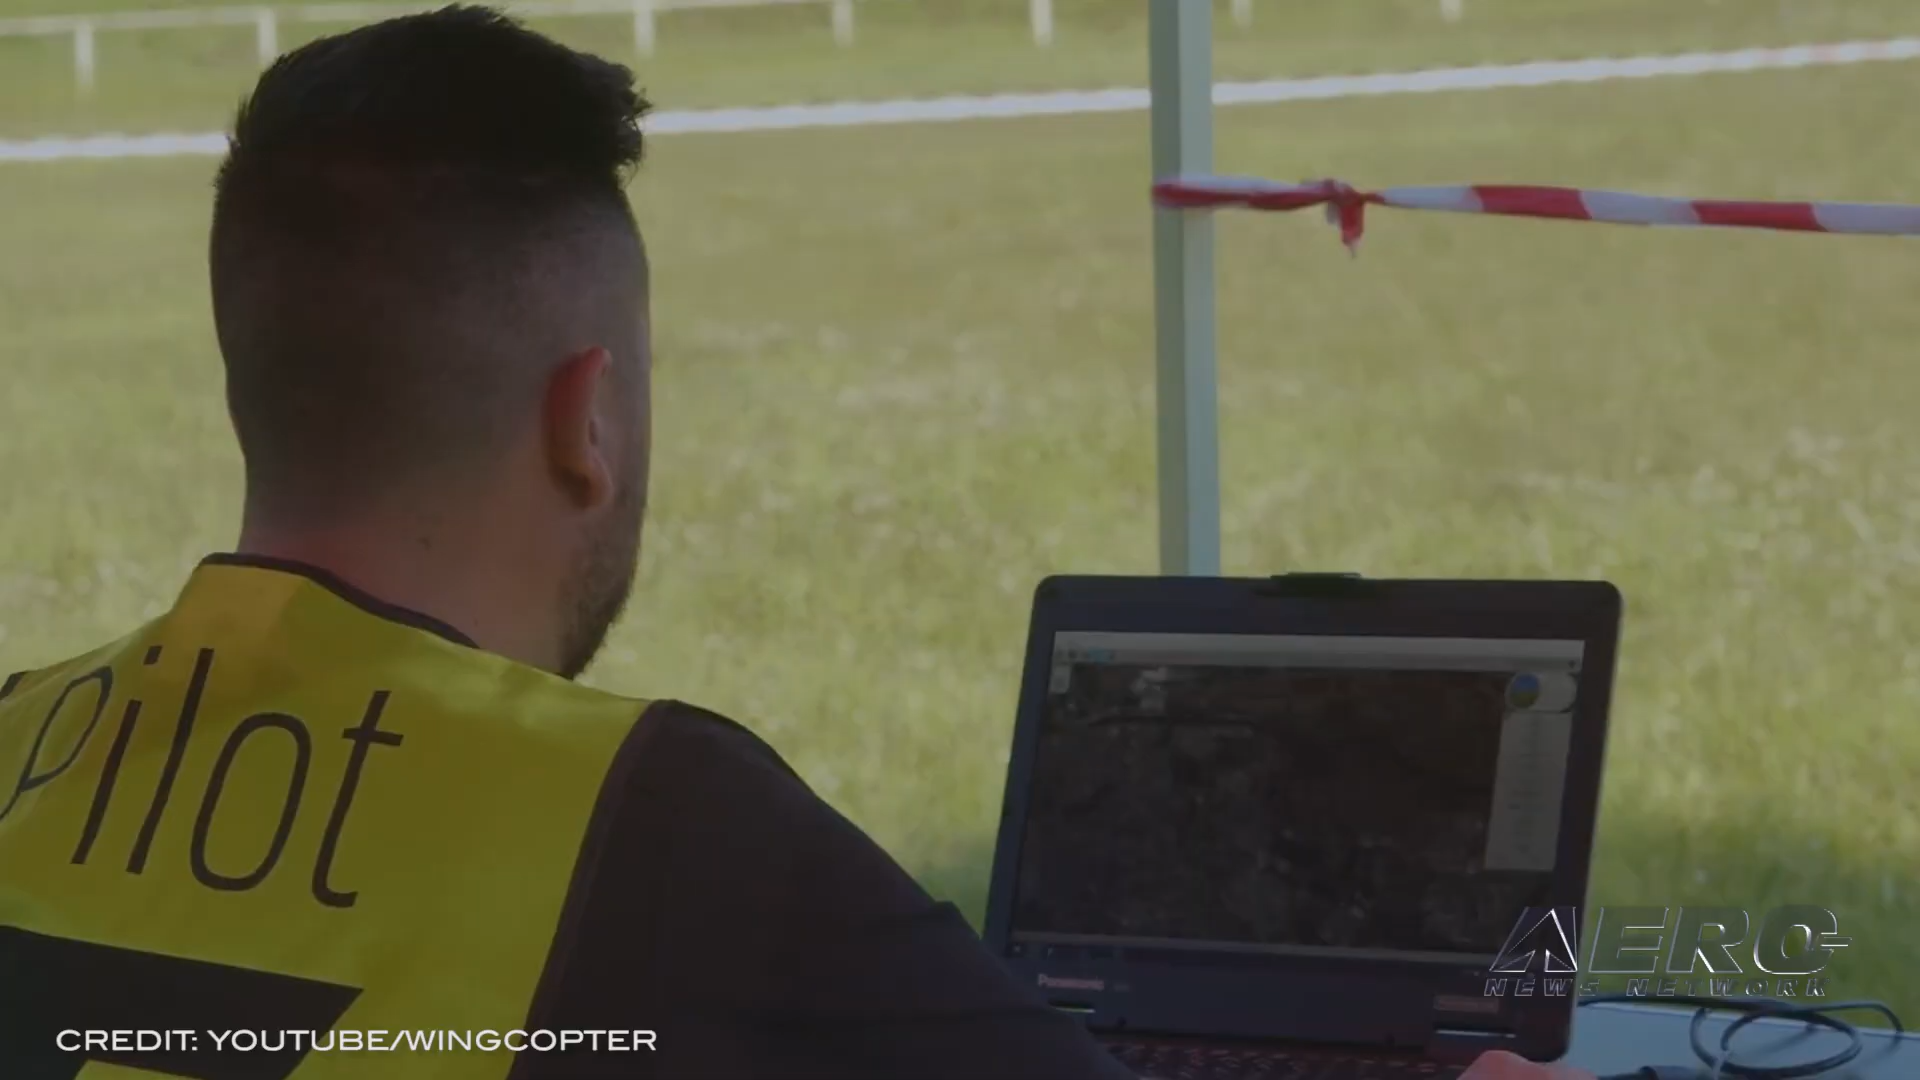 Pilot
Panasonic
AERO
NEWS NETWORK
CREDIT: YOUTUBE/WINGCOPTER